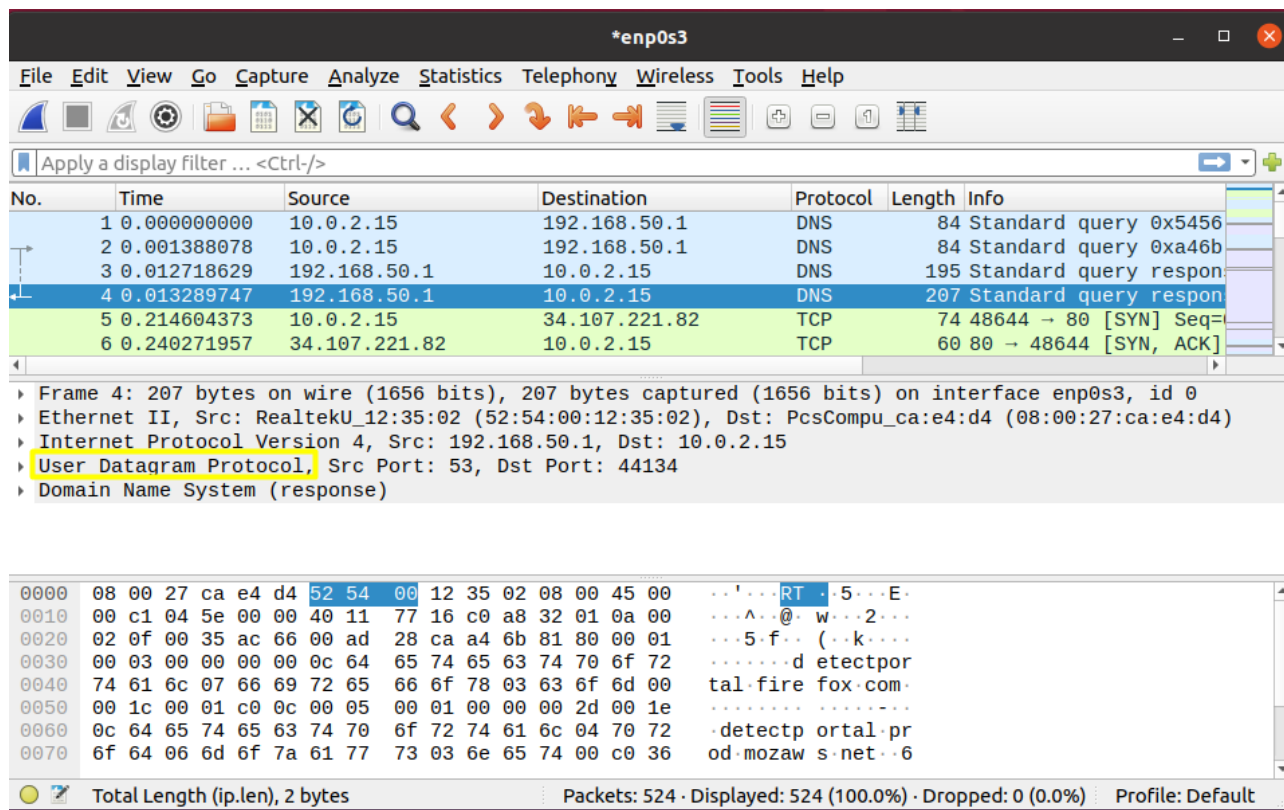 *enp0s3
File Edit View Go Capture Analyze Statistics Telephony Wireless Tools Help
Apply a display filter … <Ctrl-/>
No. Time Source Destination Protocol Length Info
1 0.000000000 10.0.2.15 192.168.50.1 DNS 84 Standard query 0x5456
2 0.001388078 10.0.2.15 192.168.50.1 DNS 84 Standard query 0xa46b
3 0.012718629 192.168.50.1 10.0.2.15 DNS 195 Standard query respon
4 0.013289747 192.168.50.1 10.0.2.15 DNS 207 Standard query respon
5 0.214604373 10.0.2.15 34.107.221.82 TCP 74 48644 → 80 [SYN] Seq=
6 0.240271957 34.107.221.82 10.0.2.15 TCP 60 80 → 48644 [SYN, ACK]
Frame 4: 207 bytes on wire (1656 bits), 207 bytes captured (1656 bits) on interface enp0s3, id 0
Ethernet II, Src: RealtekU_12:35:02 (52:54:00:12:35:02), Dst: PcsCompu_ca:e4:d4 (08:00:27:ca:e4:d4)
Internet Protocol Version 4, Src: 192.168.50.1, Dst: 10.0.2.15
User Datagram Protocol, Src Port: 53, Dst Port: 44134
Domain Name System (response)
0000 08 00 27 ca e4 d4 52 54 00 12 35 02 08 00 45 00 ··'···RT ··5···E·
0010 00 c1 04 5e 00 00 40 11 77 16 c0 a8 32 01 0a 00 ···^··@· w···2···
0020 02 0f 00 35 ac 66 00 ad 28 ca a4 6b 81 80 00 01 ···5·f·· (··k····
0030 00 03 00 00 00 00 0c 64 65 74 65 63 74 70 6f 72 ·······d etectpor
0040 74 61 6c 07 66 69 72 65 66 6f 78 03 63 6f 6d 00 tal·fire fox·com·
0050 00 1c 00 01 c0 0c 00 05 00 01 00 00 00 2d 00 1e ········ ·····-··
0060 0c 64 65 74 65 63 74 70 6f 72 74 61 6c 04 70 72 ·detectp ortal·pr
0070 6f 64 06 6d 6f 7a 61 77 73 03 6e 65 74 00 c0 36 od·mozaw s·net··6
Total Length (ip.len), 2 bytes Packets: 524 · Displayed: 524 (100.0%) · Dropped: 0 (0.0%) Profile: Default